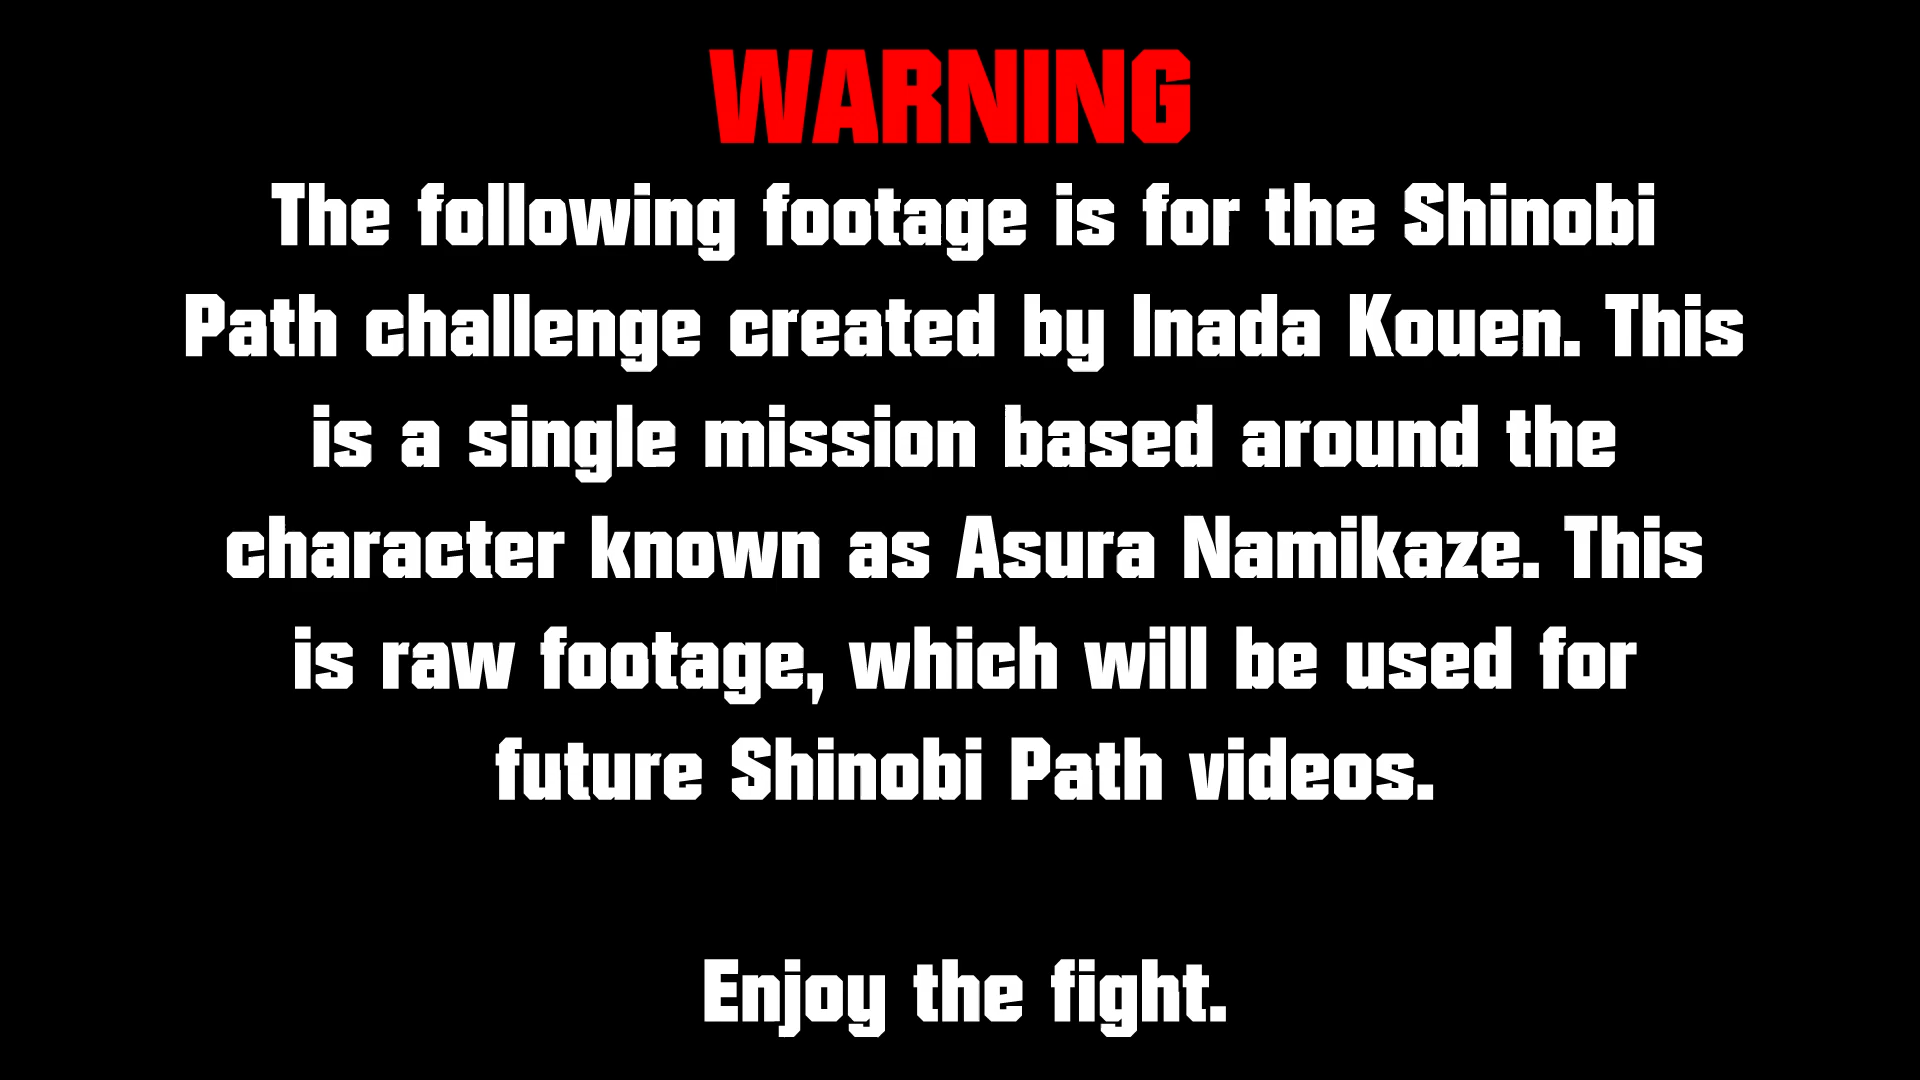 WARNING
The following footage is for the Shinobi
Path challenge created by Inada Kouen. This
is a single mission based around the
character known as Asura Namikaze. This
is raw footage, which will be used for
future Shinobi Path videos.
Enjoy the fight.